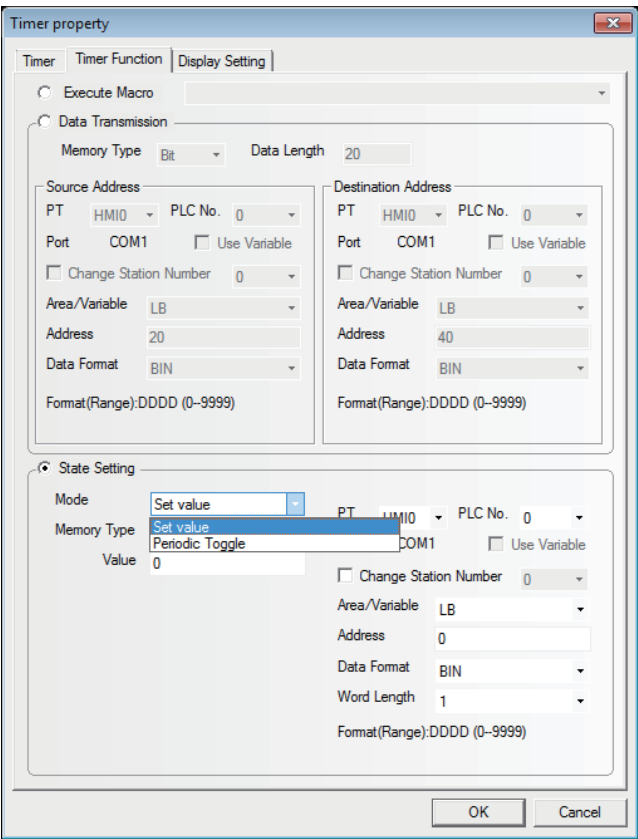 Timer property
Timer Timer Function Display Setting
Execute Macro
Data Transmission
Memory Type Bit Data Length 20
Source Address
PT HMI0 PLC No. 0
Port COM1 Use Variable
Change Station Number 0
Area/Variable LB
Address 20
Data Format BIN
Format(Range):DDDD (0--9999)
Destination Address
PT HMI0 PLC No. 0
Port COM1 Use Variable
Change Station Number 0
Area/Variable LB
Address 40
Data Format BIN
Format(Range):DDDD (0--9999)
State Setting
Mode Set value
Set value
Periodic Toggle
Memory Type
Value 0
PT HMI0 PLC No. 0
COM1 Use Variable
Change Station Number 0
Area/Variable LB
Address 0
Data Format BIN
Word Length 1
Format(Range):DDDD (0--9999)
OK Cancel